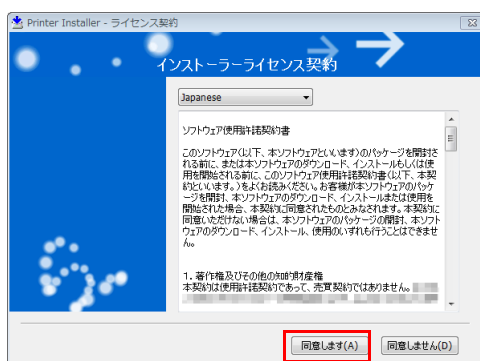 Printer Installer - ライセンス契約
インストーラーライセンス契約
Japanese
ソフトウェア使用許諾契約書
このソフトウェア(以下、本ソフトウェアといいます)のパッケージを開封さ
れる前に、または本ソフトウェアのダウンロード、インストールもしくは使
用を開始される前に、このソフトウェア使用許諾契約書(以下、本契
約といいます。)をよくお読みください。お客様が本ソフトウェアのパッケ
ージを開封、本ソフトウェアのダウンロード、インストールまたは使用を
開始された場合、本契約に同意されたものとみなされます。本契約に
同意いただけない場合は、本ソフトウェアのパッケージの開封、本ソフト
ウェアのダウンロード、インストール、使用のいずれも行うことはできませ
ん。
1. 著作権及びその他の知的財産権
本契約は使用許諾契約であって、売買契約ではありません。
同意します(A)
同意しません(D)